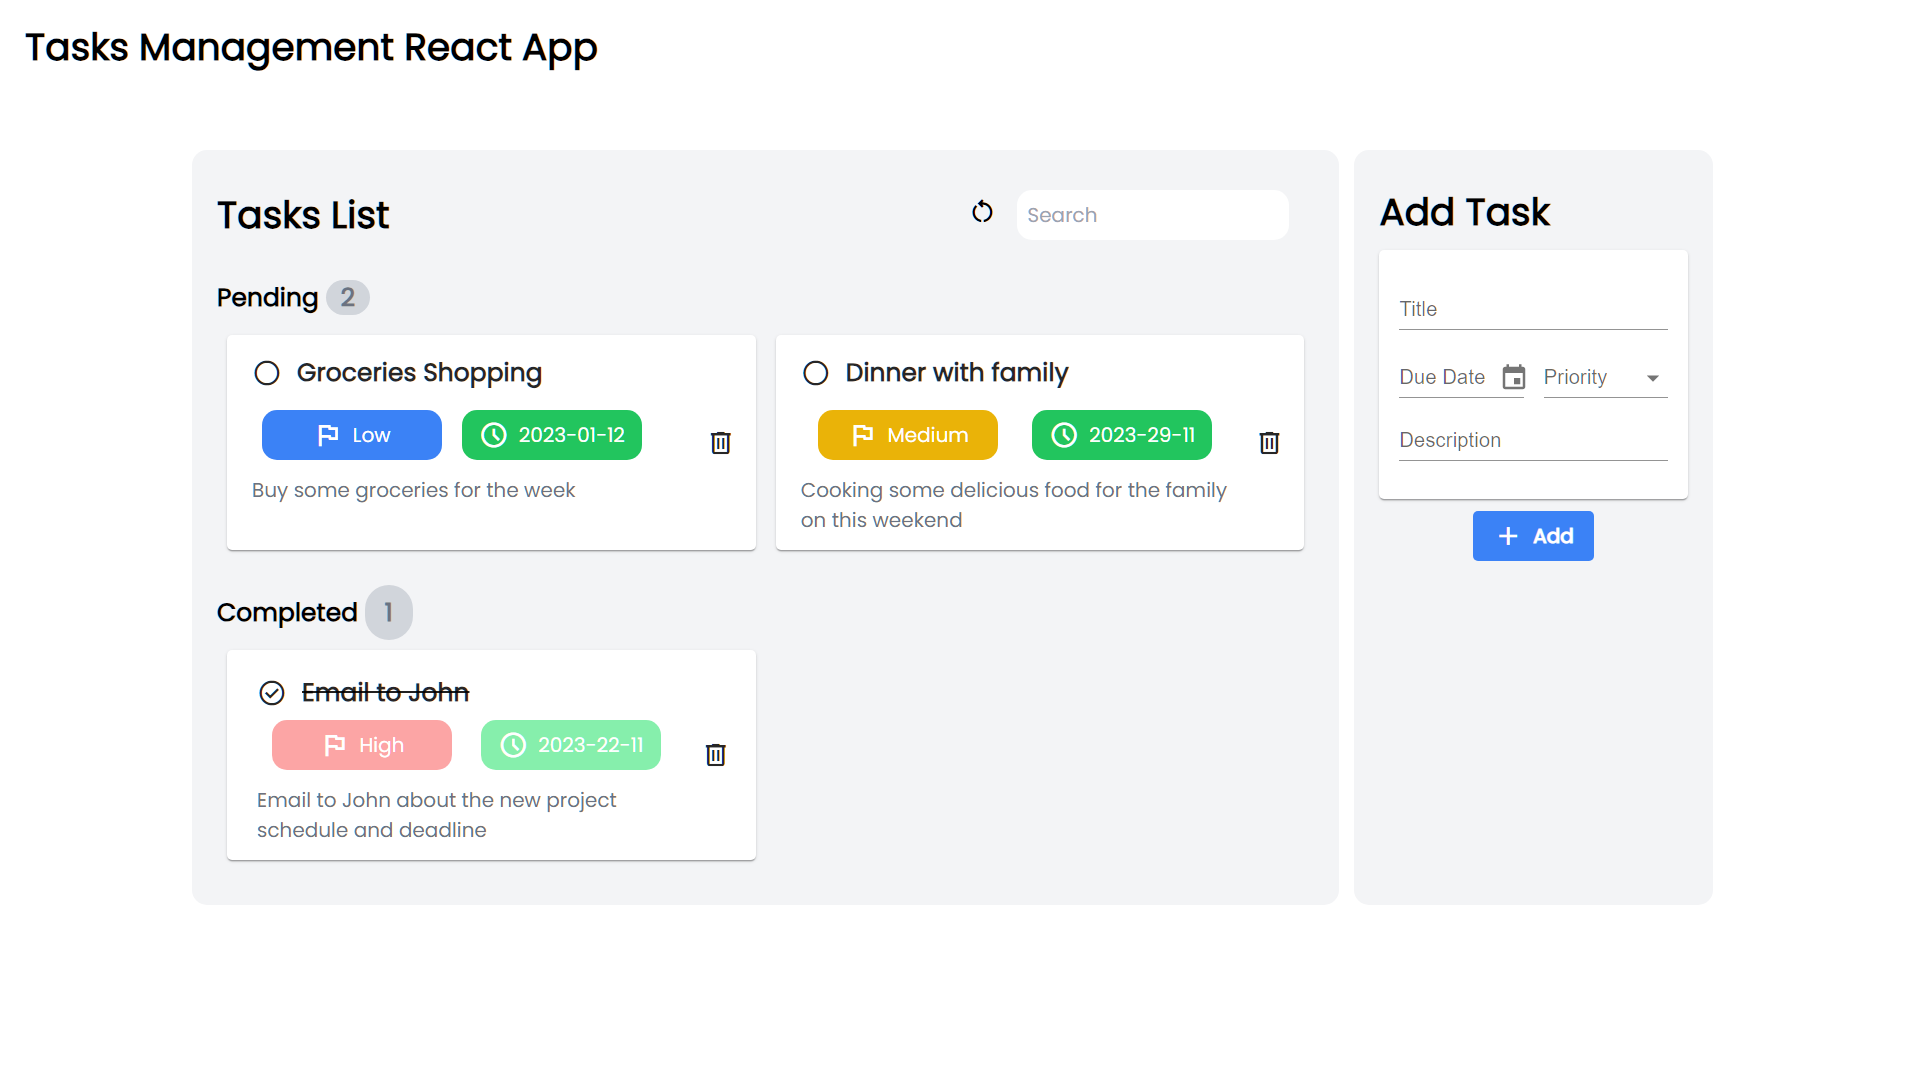 Tasks Management React App
Tasks List
Search
Pending 2
Groceries Shopping
Low
2023-01-12
Buy some groceries for the week
Dinner with family
Medium
2023-29-11
Cooking some delicious food for the family
on this weekend
Completed 1
Email to John
High
2023-22-11
Email to John about the new project
schedule and deadline
Add Task
Title
Due Date
Priority
Description
Add